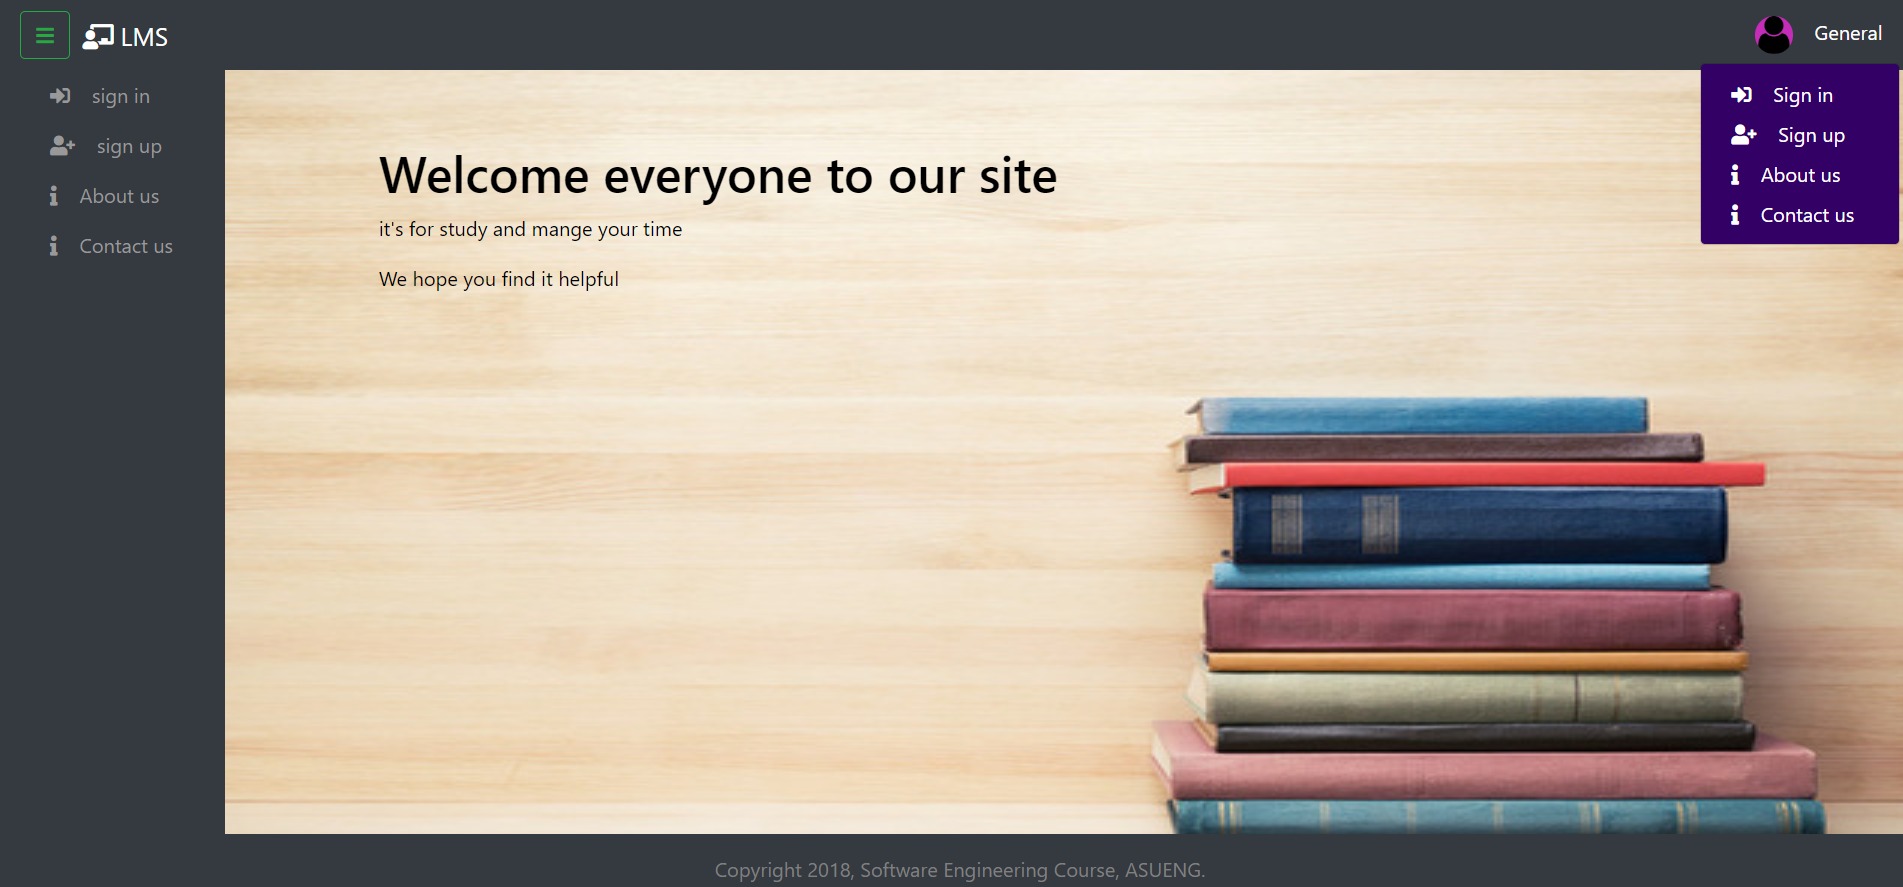 LMS
General
sign in
sign up
About us
Contact us
Sign in
Sign up
About us
Contact us
Welcome everyone to our site
it's for study and mange your time
We hope you find it helpful
Copyright 2018, Software Engineering Course, ASUENG.